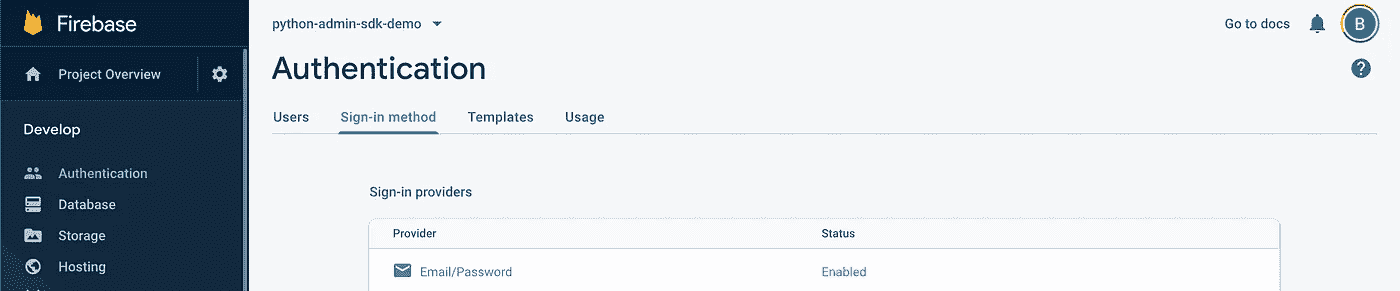 Firebase
Project Overview
Develop
Authentication
Database
Storage
Hosting
python-admin-sdk-demo
Go to docs
B
?
Authentication
Users Sign-in method Templates Usage
Sign-in providers
Provider Status
Email/Password Enabled